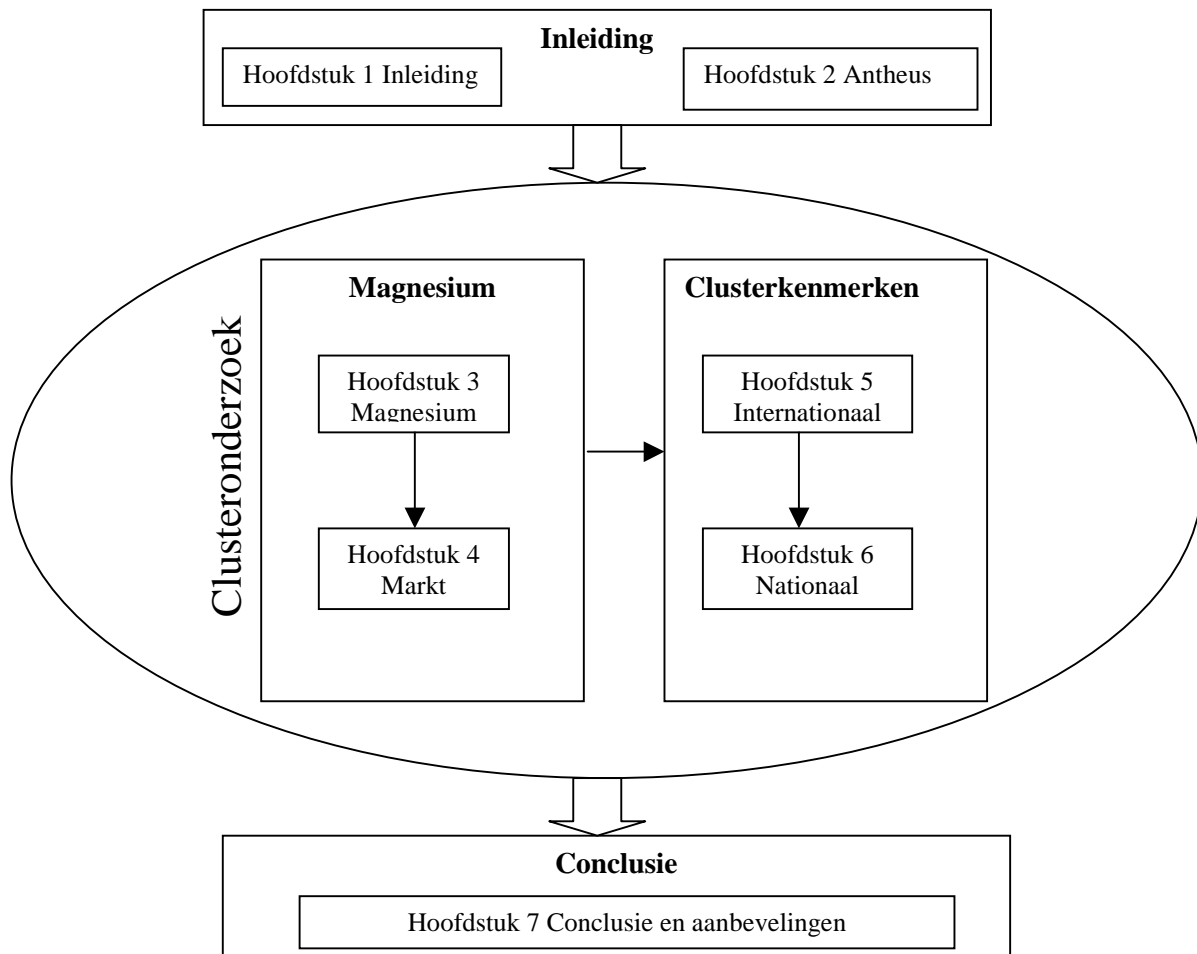 Inleiding
Hoofdstuk 1 Inleiding
Hoofdstuk 2 Antheus
Clusteronderzoek
Magnesium
Hoofdstuk 3
Magnesium
Hoofdstuk 4
Markt
Clusterkenmerken
Hoofdstuk 5
Internationaal
Hoofdstuk 6
Nationaal
Conclusie
Hoofdstuk 7 Conclusie en aanbevelingen